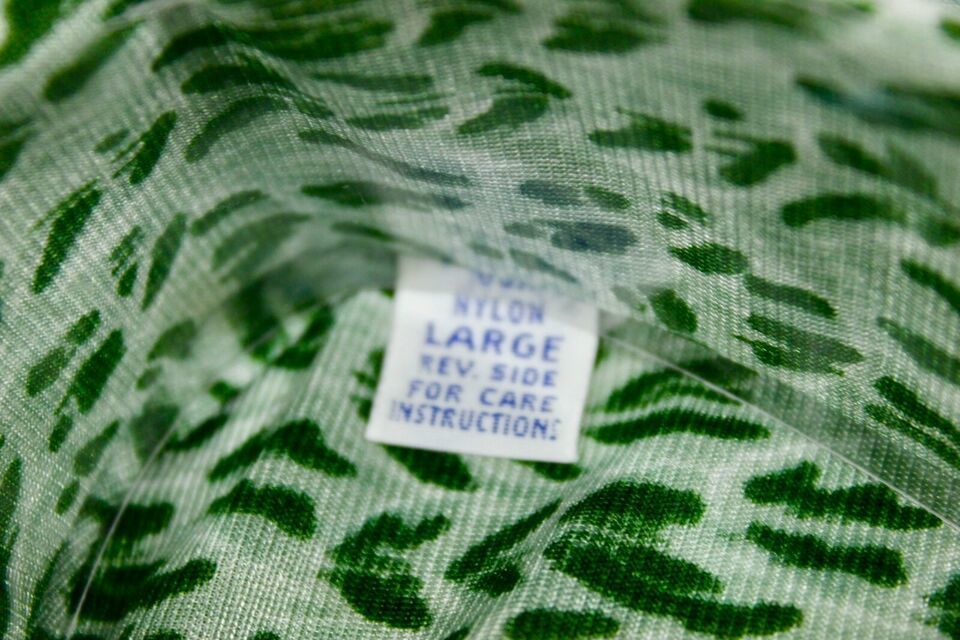 NYLON
LARGE
REV. SIDE
FOR CARE
INSTRUCTIONS